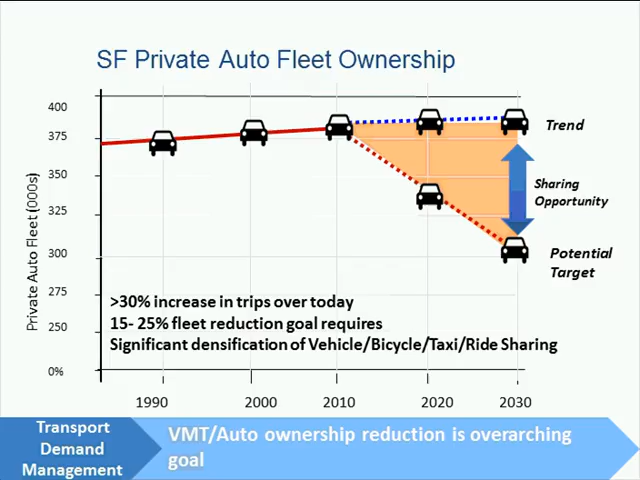 SF Private Auto Fleet Ownership
Private Auto Fleet (000s)
400
375
350
325
300
275
250
0%
1990
2000
2010
2020
2030
Trend
Sharing
Opportunity
Potential
Target
>30% increase in trips over today
15- 25% fleet reduction goal requires
Significant densification of Vehicle/Bicycle/Taxi/Ride Sharing
Transport
Demand
Management
VMT/Auto ownership reduction is overarching
goal